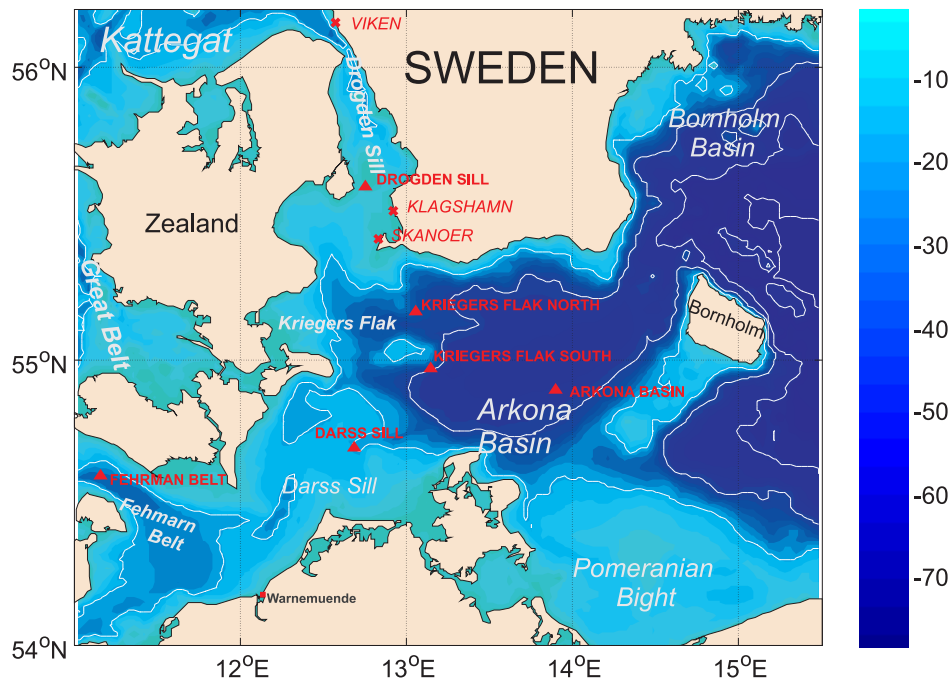 Kattegat
VIKEN
SWEDEN
Drogden Sill
Bornholm
Basin
DROGDEN SILL
KLAGSHAMN
SKANOER
Zealand
Great Belt
KRIEGERS FLAK NORTH
Kriegers Flak
Bornholm
KRIEGERS FLAK SOUTH
ARKONA BASIN
Arkona
Basin
DARSS SILL
FEHRMAN BELT
Darss Sill
Fehmarn
Belt
Pomeranian
Bight
Warnemuende
56°N
55°N
54°N
12°E
13°E
14°E
15°E
-10
-20
-30
-40
-50
-60
-70